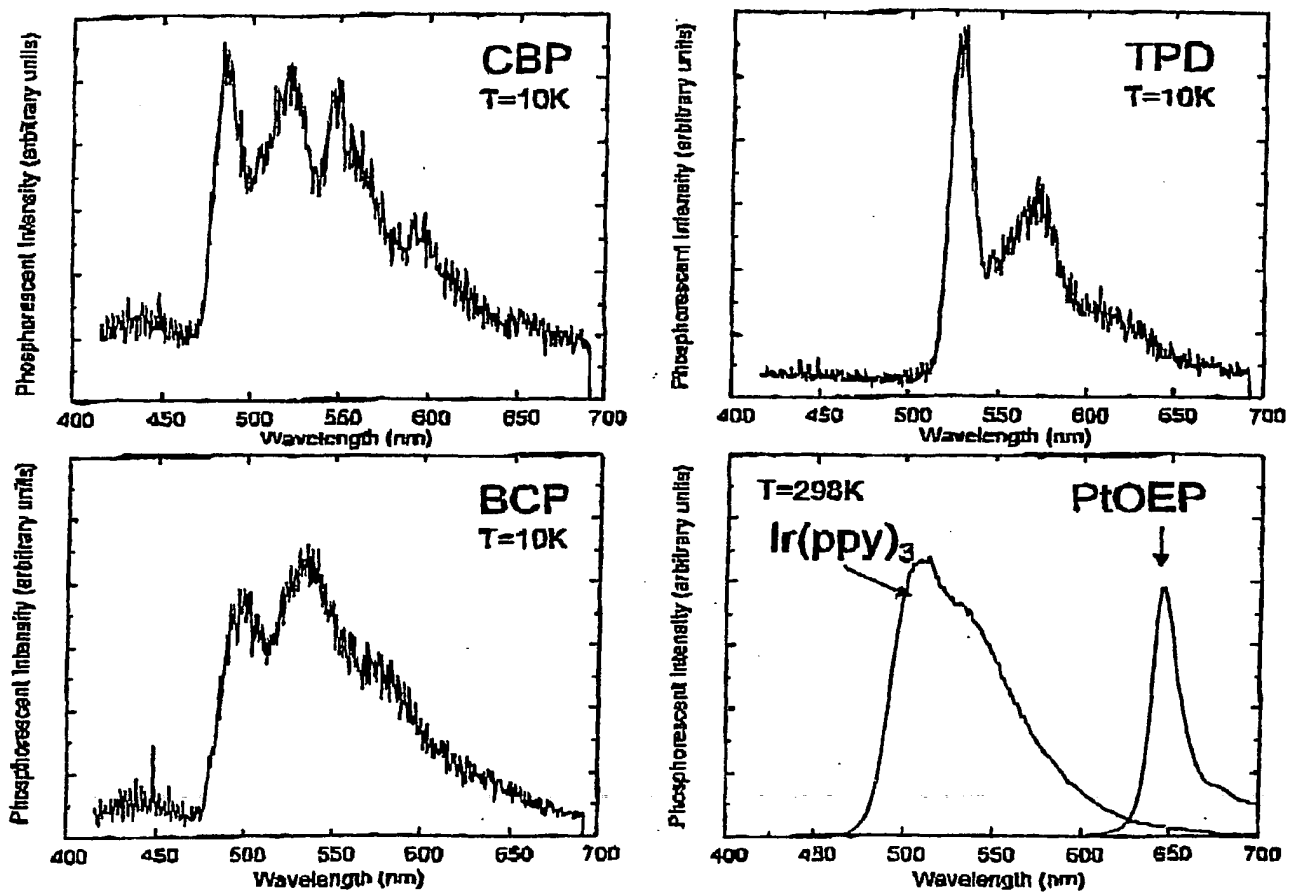 Phosphorescent Intensity (arbitrary units)
CBP
T=10K
400 450 500 550 600 650 700
Wavelength (nm)
Phosphorescent Intensity (arbitrary units)
TPD
T=10K
400 450 500 550 600 650 700
Wavelength (nm)
Phosphorescent Intensity (arbitrary units)
BCP
T=10K
400 450 500 550 600 650 700
Wavelength (nm)
Phosphorescent Intensity (arbitrary units)
T=298K
PtOEP
Ir(ppy)3
400 450 500 550 600 650 700
Wavelength (nm)